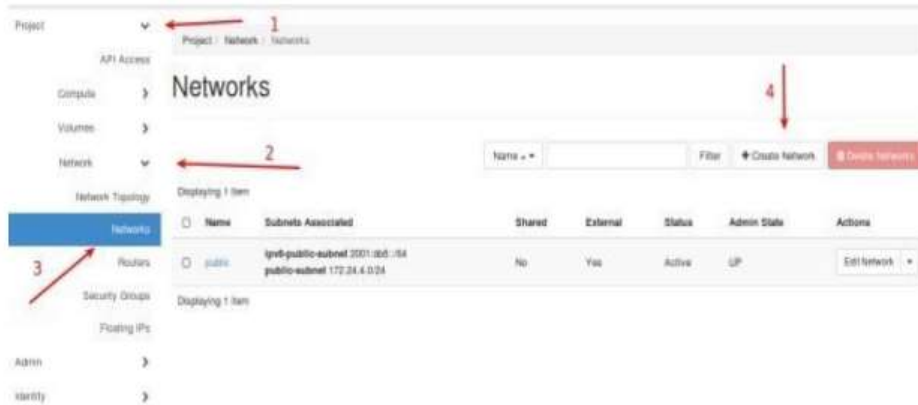 Project
1
Project / Network / Networks
API Access
Networks
4
Compute
Volumes
2
Name
Filter
+ Create Network
Delete Networks
Network
Displaying 1 item
Network Topology
Name Subnets Associated Shared External Status Admin State Actions
Networks
3
public
ipv6-public-subnet 2001:db8::/64
public-subnet 172.24.4.0/24
No Yes Active UP Edit Network
Routers
Security Groups
Displaying 1 item
Floating IPs
Admin
Identity